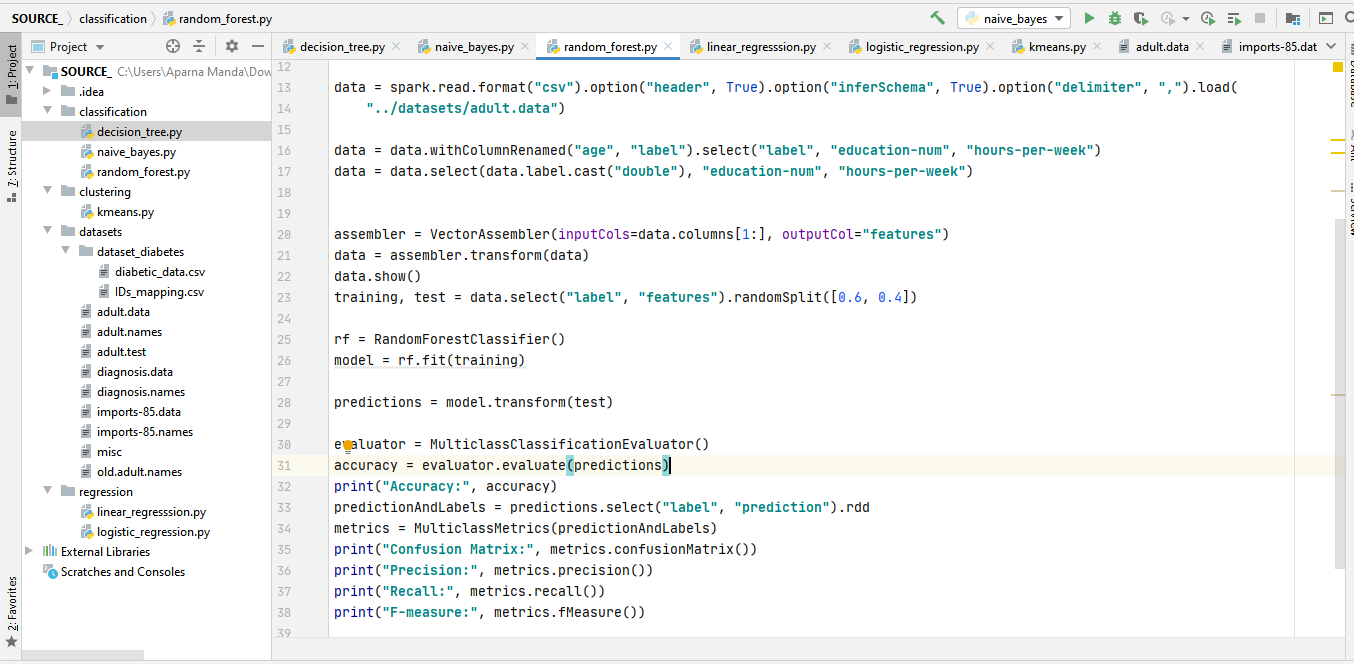 SOURCE_ classification random_forest.py naive_bayes
Project decision_tree.py naive_bayes.py random_forest.py linear_regresssion.py logistic_regression.py kmeans.py adult.data imports-85.dat
1: Project
7: Structure
2: Favorites
SOURCE_ C:\Users\Aparna Manda\Dow
.idea
classification
decision_tree.py
naive_bayes.py
random_forest.py
clustering
kmeans.py
datasets
dataset_diabetes
diabetic_data.csv
IDs_mapping.csv
adult.data
adult.names
adult.test
diagnosis.data
diagnosis.names
imports-85.data
imports-85.names
misc
old.adult.names
regression
linear_regresssion.py
logistic_regression.py
External Libraries
Scratches and Consoles
12
13 data = spark.read.format("csv").option("header", True).option("inferSchema", True).option("delimiter", ",").load(
14 "../datasets/adult.data")
15
16 data = data.withColumnRenamed("age", "label").select("label", "education-num", "hours-per-week")
17 data = data.select(data.label.cast("double"), "education-num", "hours-per-week")
18
19
20 assembler = VectorAssembler(inputCols=data.columns[1:], outputCol="features")
21 data = assembler.transform(data)
22 data.show()
23 training, test = data.select("label", "features").randomSplit([0.6, 0.4])
24
25 rf = RandomForestClassifier()
26 model = rf.fit(training)
27
28 predictions = model.transform(test)
29
30 evaluator = MulticlassClassificationEvaluator()
31 accuracy = evaluator.evaluate(predictions)
32 print("Accuracy:", accuracy)
33 predictionAndLabels = predictions.select("label", "prediction").rdd
34 metrics = MulticlassMetrics(predictionAndLabels)
35 print("Confusion Matrix:", metrics.confusionMatrix())
36 print("Precision:", metrics.precision())
37 print("Recall:", metrics.recall())
38 print("F-measure:", metrics.fMeasure())
39